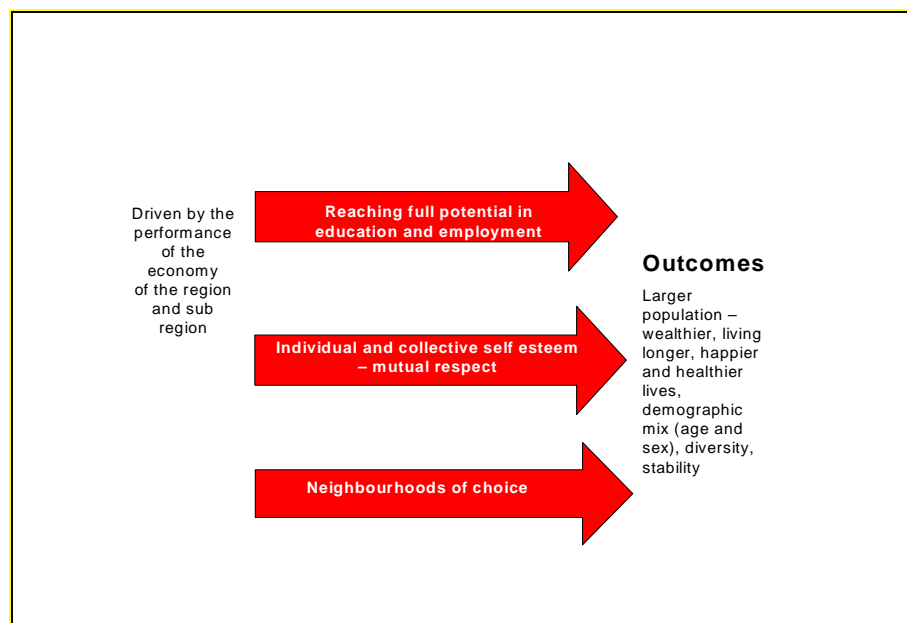 Driven by the
performance
of the
economy
of the region
and sub
region
Reaching full potential in
education and employment
Individual and collective self esteem
– mutual respect
Neighbourhoods of choice
Outcomes
Larger
population –
wealthier, living
longer, happier
and healthier
lives,
demographic
mix (age and
sex), diversity,
stability